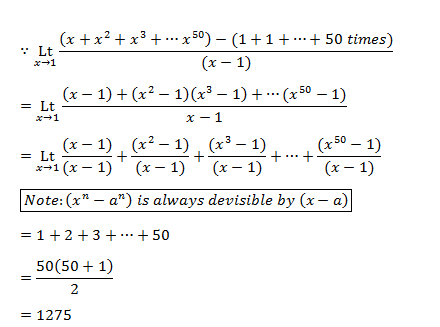 ∵ Lt x→1 (x + x² + x³ + ⋯ x⁵⁰) − (1 + 1 + ⋯ + 50 times) / (x − 1)
= Lt x→1 (x − 1) + (x² − 1)(x³ − 1) + ⋯ (x⁵⁰ − 1) / x − 1
= Lt x→1 (x − 1)/(x − 1) + (x² − 1)/(x − 1) + (x³ − 1)/(x − 1) + ⋯ + (x⁵⁰ − 1)/(x − 1)
Note: (xⁿ − aⁿ) is always devisible by (x − a)
= 1 + 2 + 3 + ⋯ + 50
= 50(50 + 1) / 2
= 1275